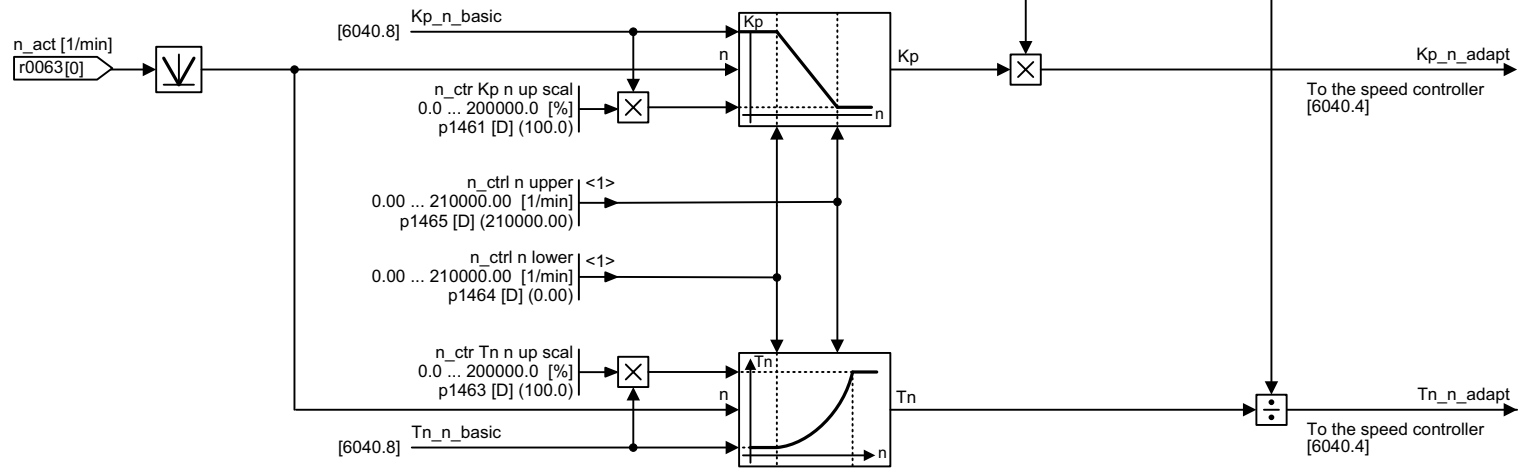 Kp_n_basic
[6040.8]
n_act [1/min]
r0063[0]
Kp
n
n
Kp
Kp_n_adapt
To the speed controller
[6040.4]
n_ctr Kp n up scal
0.0 ... 200000.0 [%]
p1461 [D] (100.0)
n_ctrl n upper <1>
0.00 ... 210000.00 [1/min]
p1465 [D] (210000.00)
n_ctrl n lower <1>
0.00 ... 210000.00 [1/min]
p1464 [D] (0.00)
n_ctr Tn n up scal
0.0 ... 200000.0 [%]
p1463 [D] (100.0)
Tn
n
n
Tn
Tn_n_adapt
To the speed controller
[6040.4]
Tn_n_basic
[6040.8]